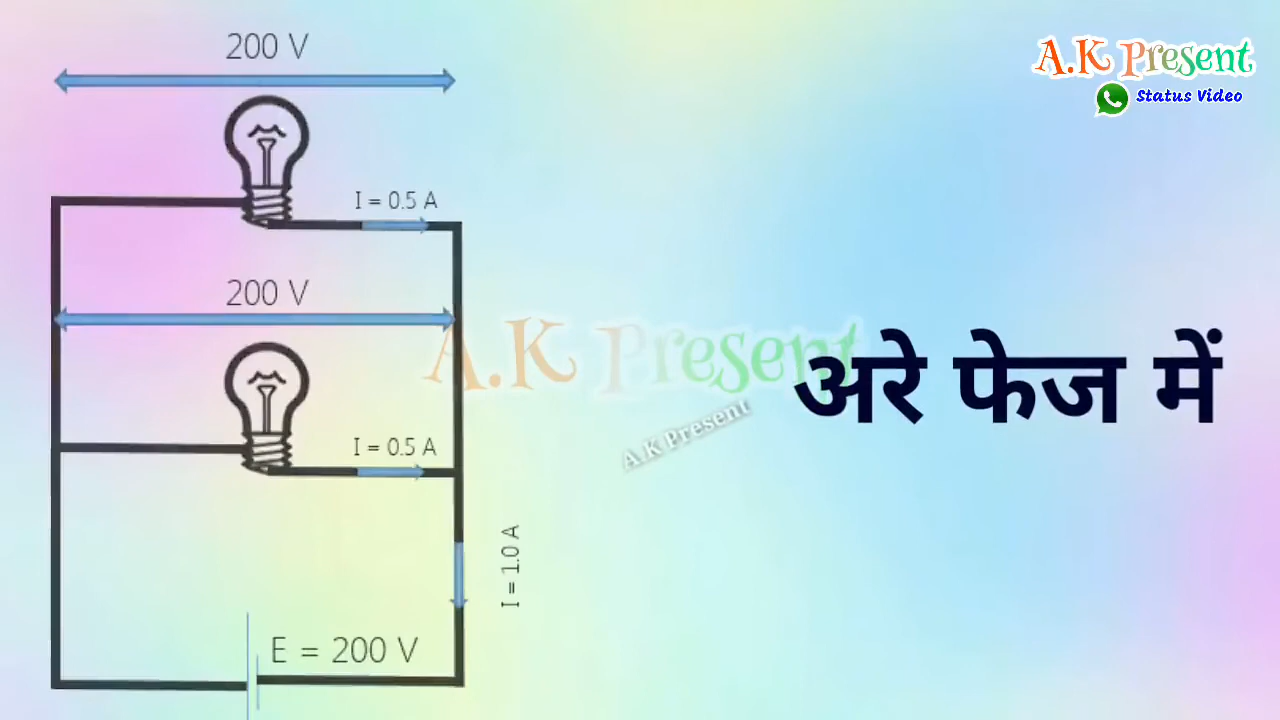 200 V
A.K Present
Status Video
I = 0.5 A
200 V
A.K Present
अरे फेज में
A.K Present
I = 0.5 A
I = 1.0 A
E = 200 V